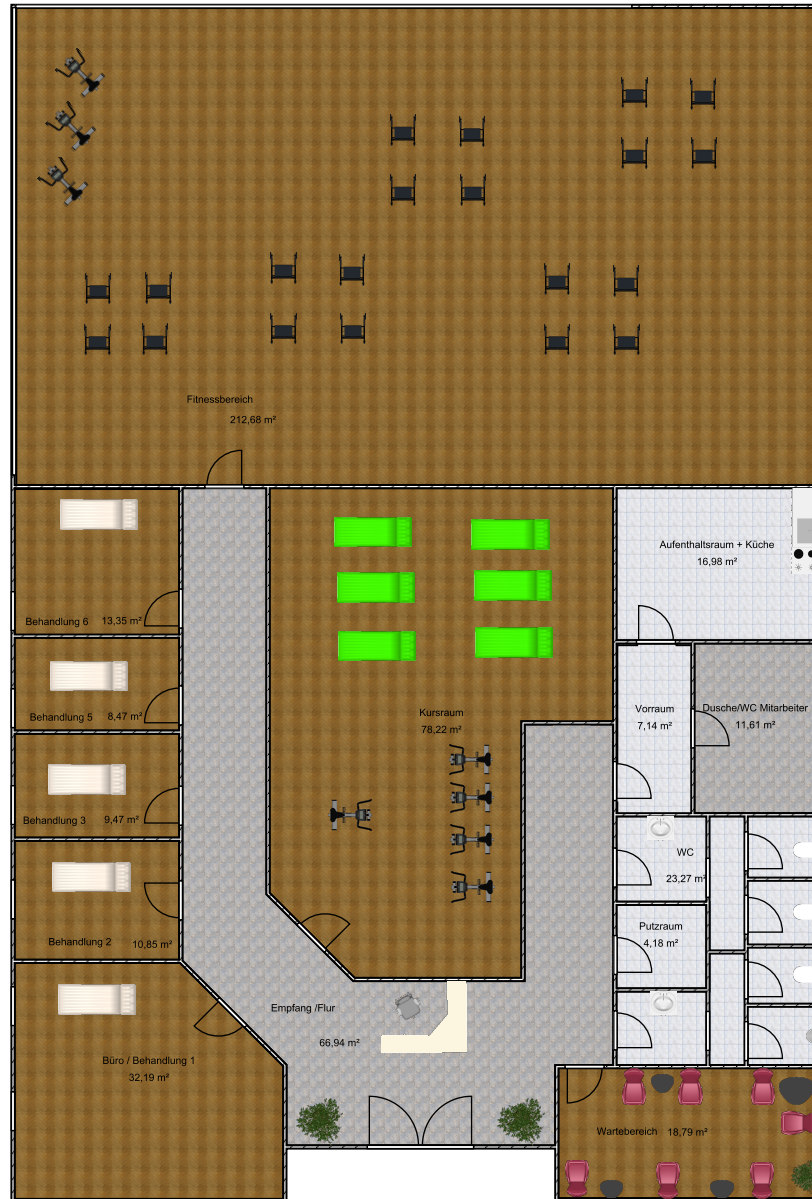 Fitnessbereich
212,68 m²
Aufenthaltsraum + Küche
16,98 m²
Behandlung 6 13,35 m²
Behandlung 5 8,47 m²
Kursraum
78,22 m²
Vorraum
7,14 m²
Dusche/WC Mitarbeiter
11,61 m²
Behandlung 3 9,47 m²
WC
23,27 m²
Behandlung 2 10,85 m²
Putzraum
4,18 m²
Empfang /Flur
66,94 m²
Büro / Behandlung 1
32,19 m²
Wartebereich 18,79 m²